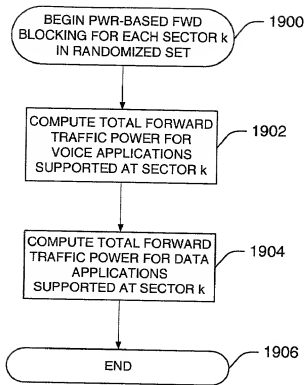 BEGIN PWR-BASED FWD
BLOCKING FOR EACH SECTOR k
IN RANDOMIZED SET
1900
COMPUTE TOTAL FORWARD
TRAFFIC POWER FOR
VOICE APPLICATIONS
SUPPORTED AT SECTOR k
1902
COMPUTE TOTAL FORWARD
TRAFFIC POWER FOR DATA
APPLICATIONS
SUPPORTED AT SECTOR k
1904
END
1906